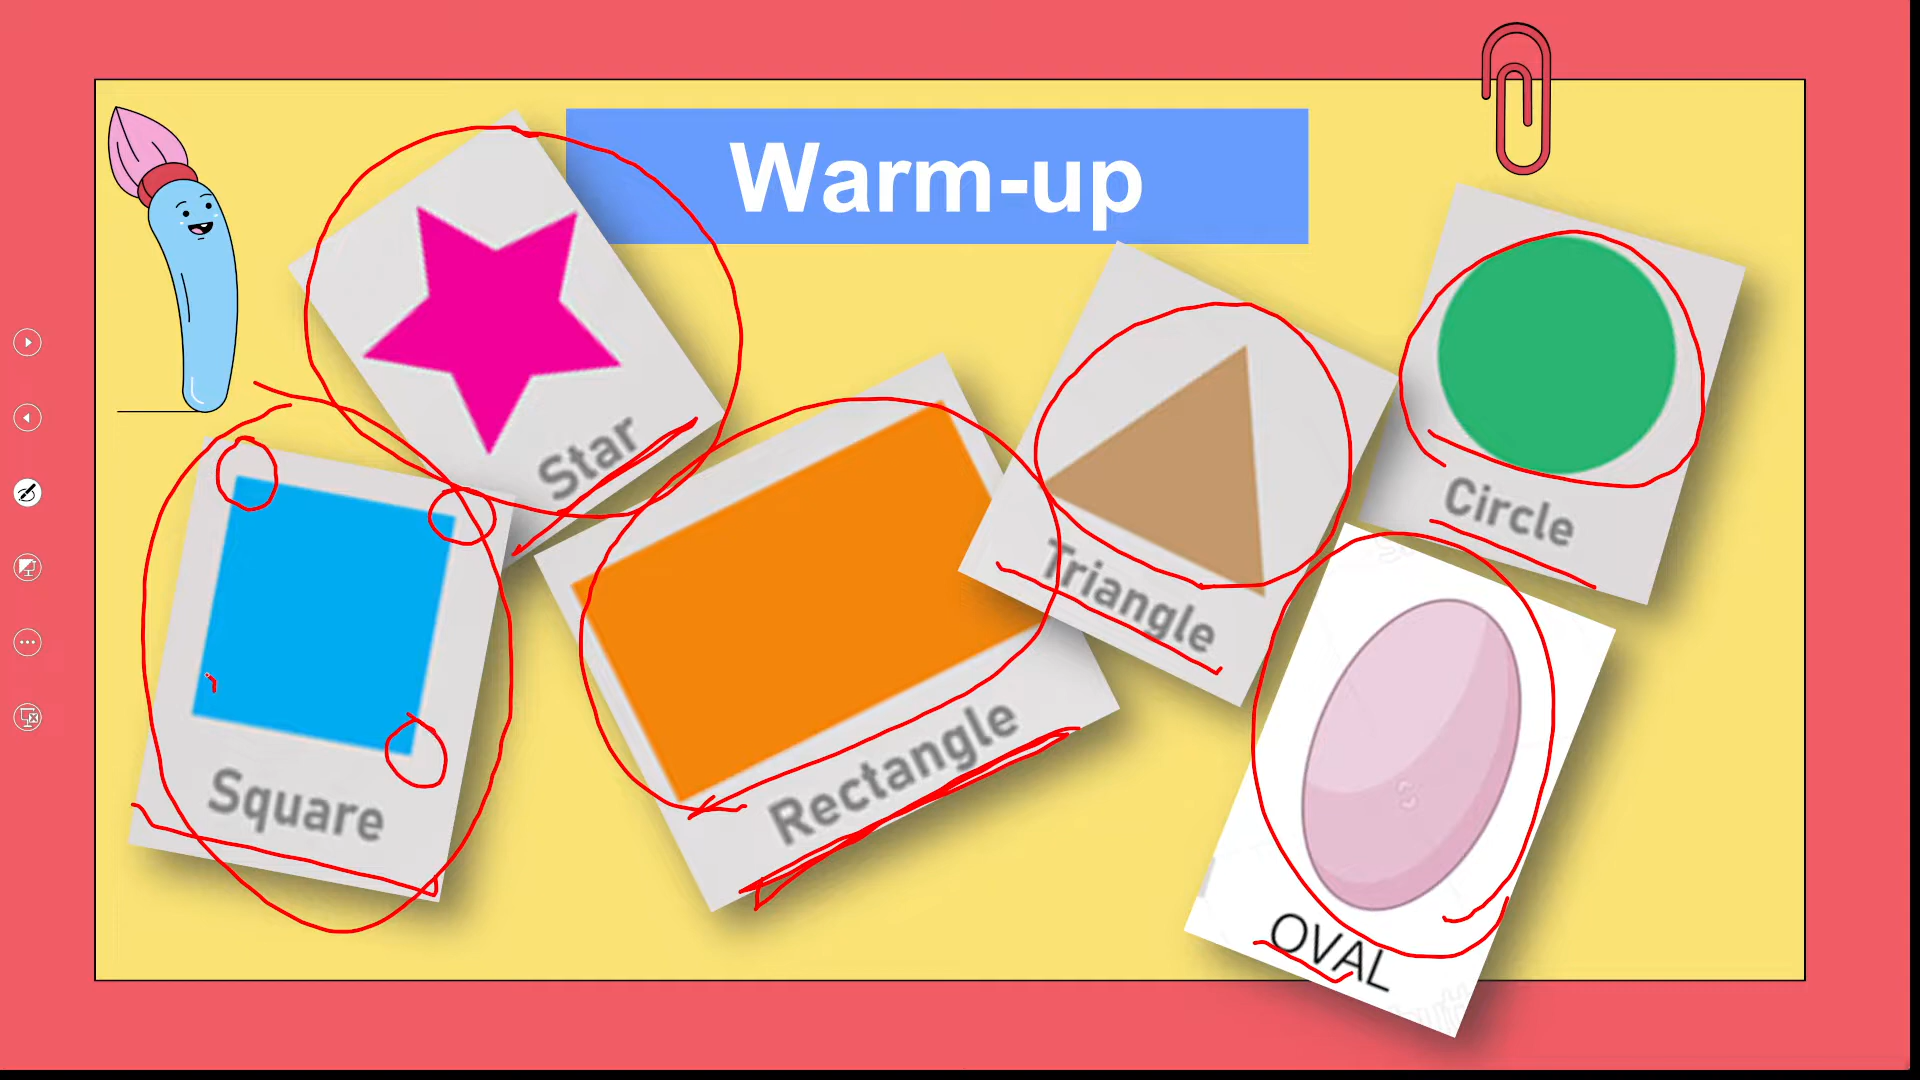 Warm-up
Star
Circle
Triangle
Rectangle
Square
OVAL